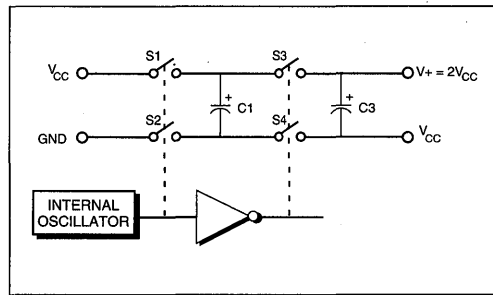 S1 S3
V_CC V+ = 2V_CC
+ C1 + C3
S2 S4
GND V_CC
INTERNAL
OSCILLATOR